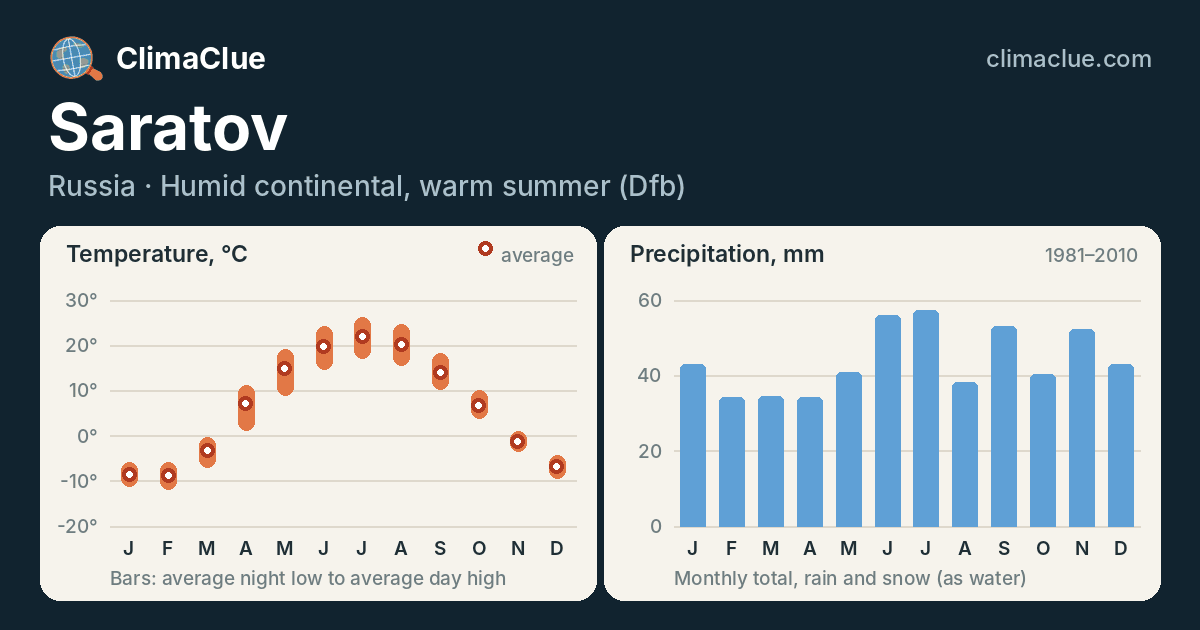 ClimaClue
climaclue.com
Saratov
Russia · Humid continental, warm summer (Dfb)
Temperature, °C
average
30°
20°
10°
0°
-10°
-20°
J F M A M J J A S O N D
Bars: average night low to average day high
Precipitation, mm
1981–2010
60
40
20
0
J F M A M J J A S O N D
Monthly total, rain and snow (as water)